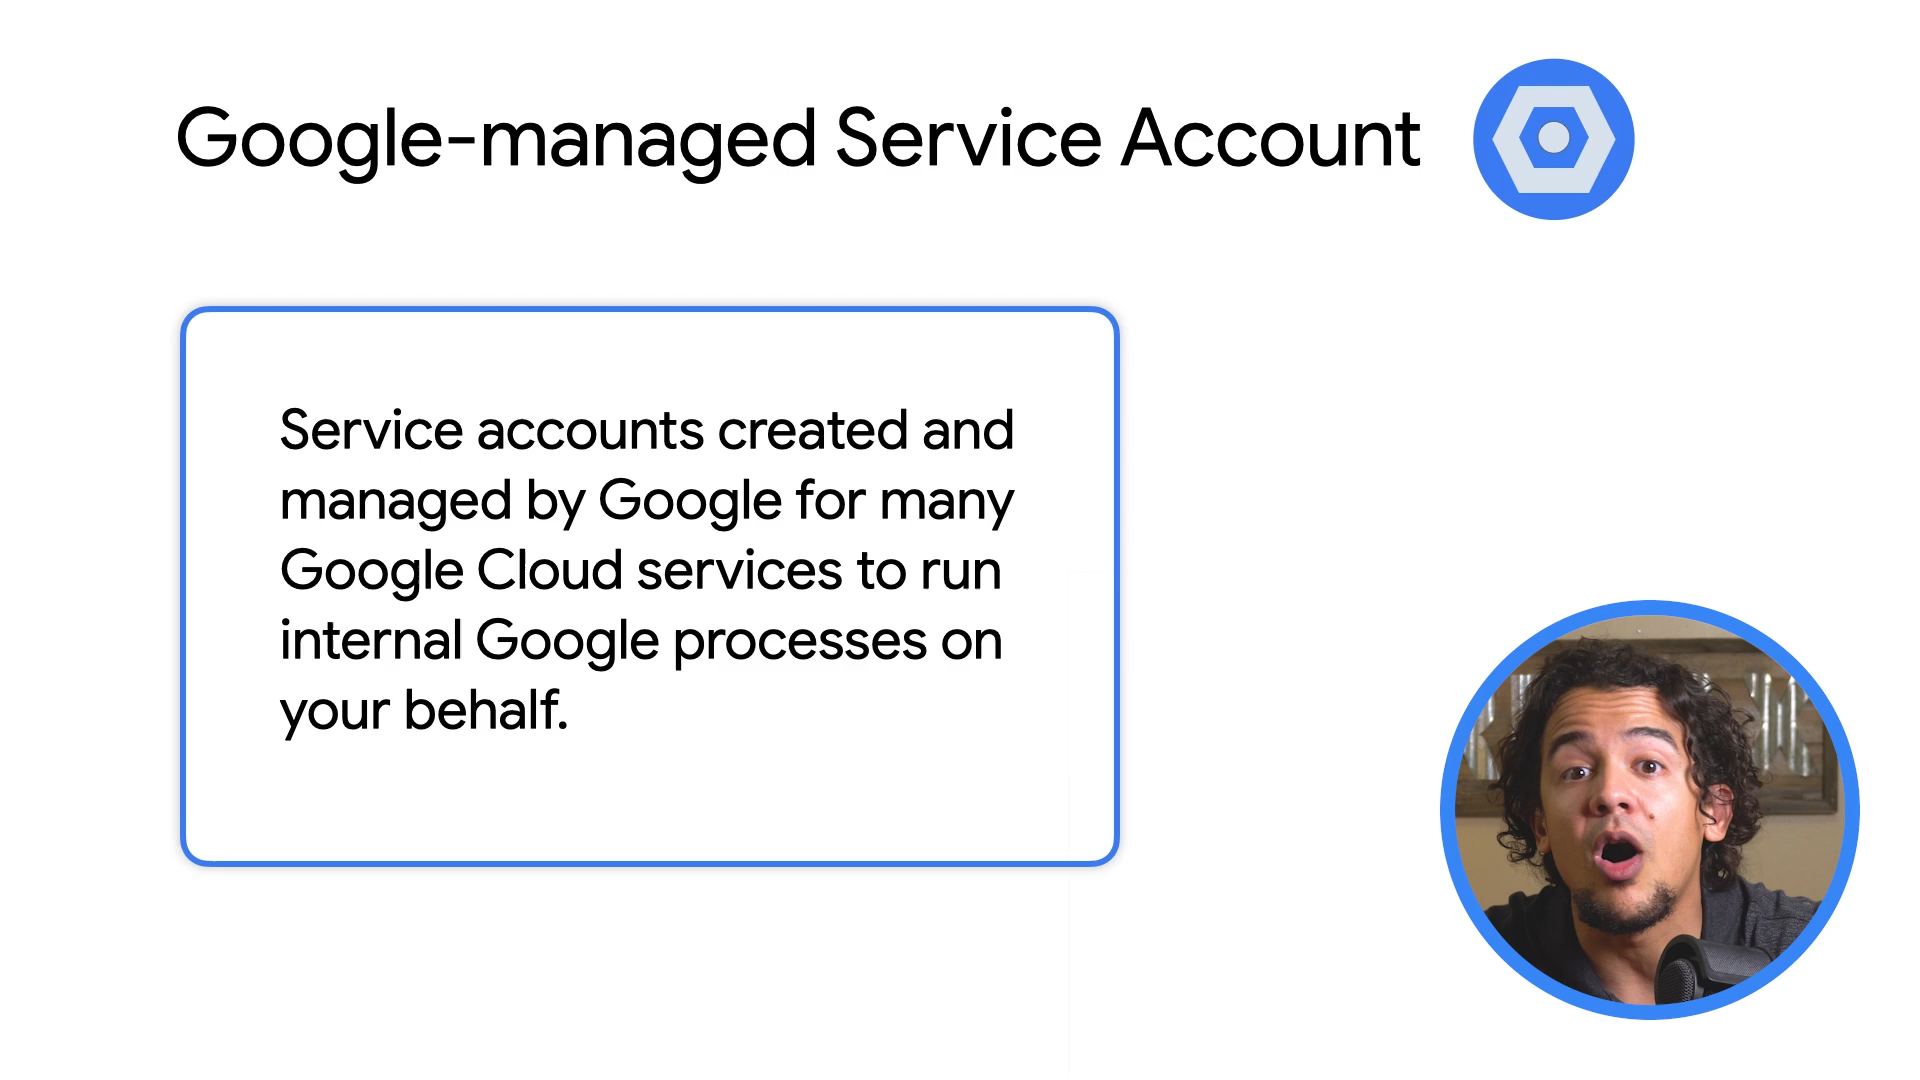 Google-managed Service Account
Service accounts created and
managed by Google for many
Google Cloud services to run
internal Google processes on
your behalf.